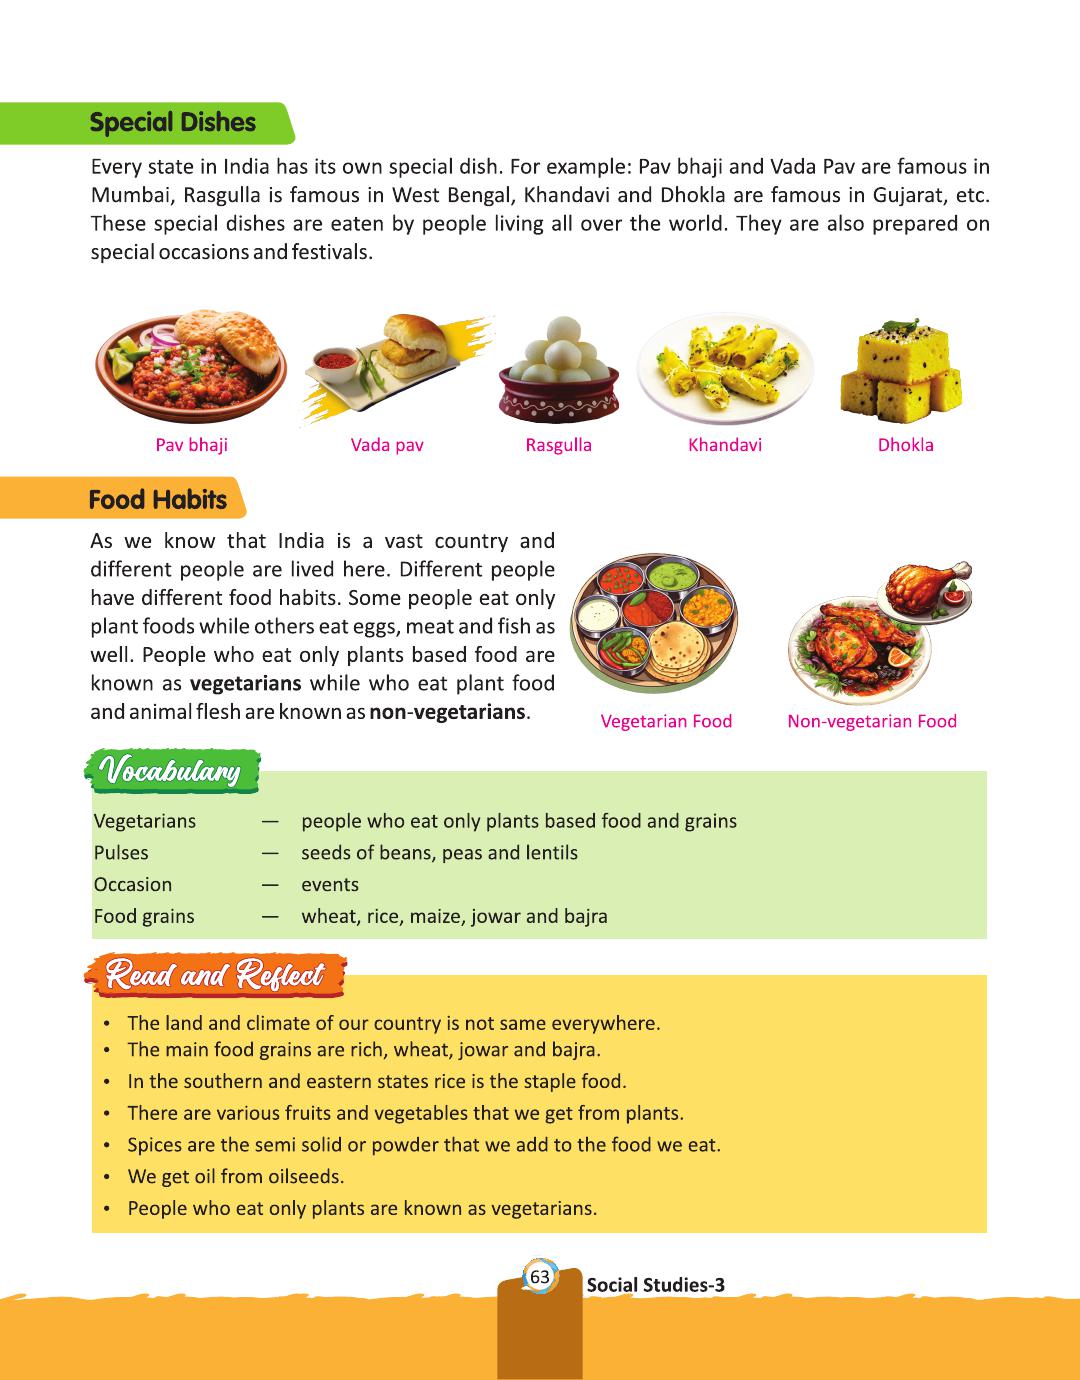 Special Dishes
Every state in India has its own special dish. For example: Pav bhaji and Vada Pav are famous in
Mumbai, Rasgulla is famous in West Bengal, Khandavi and Dhokla are famous in Gujarat, etc.
These special dishes are eaten by people living all over the world. They are also prepared on
special occasions and festivals.
Pav bhaji
Vada pav
Rasgulla
Khandavi
Dhokla
Food Habits
As we know that India is a vast country and
different people are lived here. Different people
have different food habits. Some people eat only
plant foods while others eat eggs, meat and fish as
well. People who eat only plants based food are
known as vegetarians while who eat plant food
and animal flesh are known as non-vegetarians.
Vegetarian Food
Non-vegetarian Food
Vocabulary
Vegetarians — people who eat only plants based food and grains
Pulses — seeds of beans, peas and lentils
Occasion — events
Food grains — wheat, rice, maize, jowar and bajra
Read and Reflect
• The land and climate of our country is not same everywhere.
• The main food grains are rich, wheat, jowar and bajra.
• In the southern and eastern states rice is the staple food.
• There are various fruits and vegetables that we get from plants.
• Spices are the semi solid or powder that we add to the food we eat.
• We get oil from oilseeds.
• People who eat only plants are known as vegetarians.
63
Social Studies-3